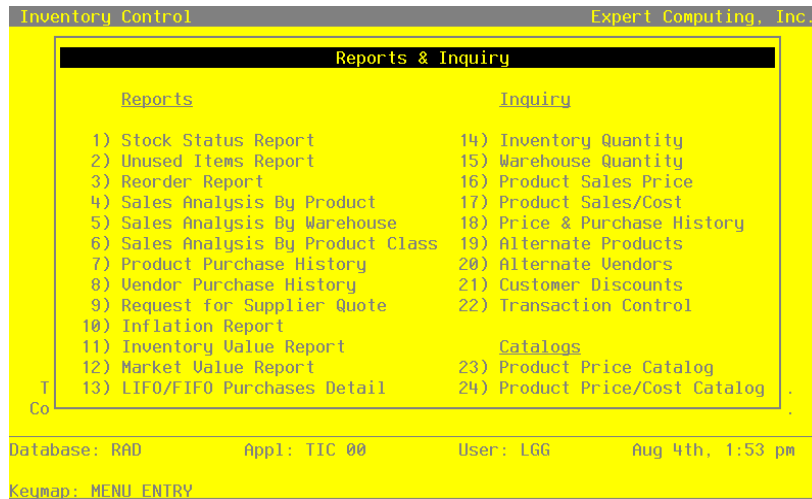 Inventory Control Expert Computing, Inc.
Reports & Inquiry
Reports Inquiry
1) Stock Status Report 14) Inventory Quantity
2) Unused Items Report 15) Warehouse Quantity
3) Reorder Report 16) Product Sales Price
4) Sales Analysis By Product 17) Product Sales/Cost
5) Sales Analysis By Warehouse 18) Price & Purchase History
6) Sales Analysis By Product Class 19) Alternate Products
7) Product Purchase History 20) Alternate Vendors
8) Vendor Purchase History 21) Customer Discounts
9) Request for Supplier Quote 22) Transaction Control
10) Inflation Report
11) Inventory Value Report Catalogs
12) Market Value Report 23) Product Price Catalog
T 13) LIFO/FIFO Purchases Detail 24) Product Price/Cost Catalog .
Co .
Database: RAD Appl: TIC 00 User: LGG Aug 4th, 1:53 pm
Keymap: MENU ENTRY